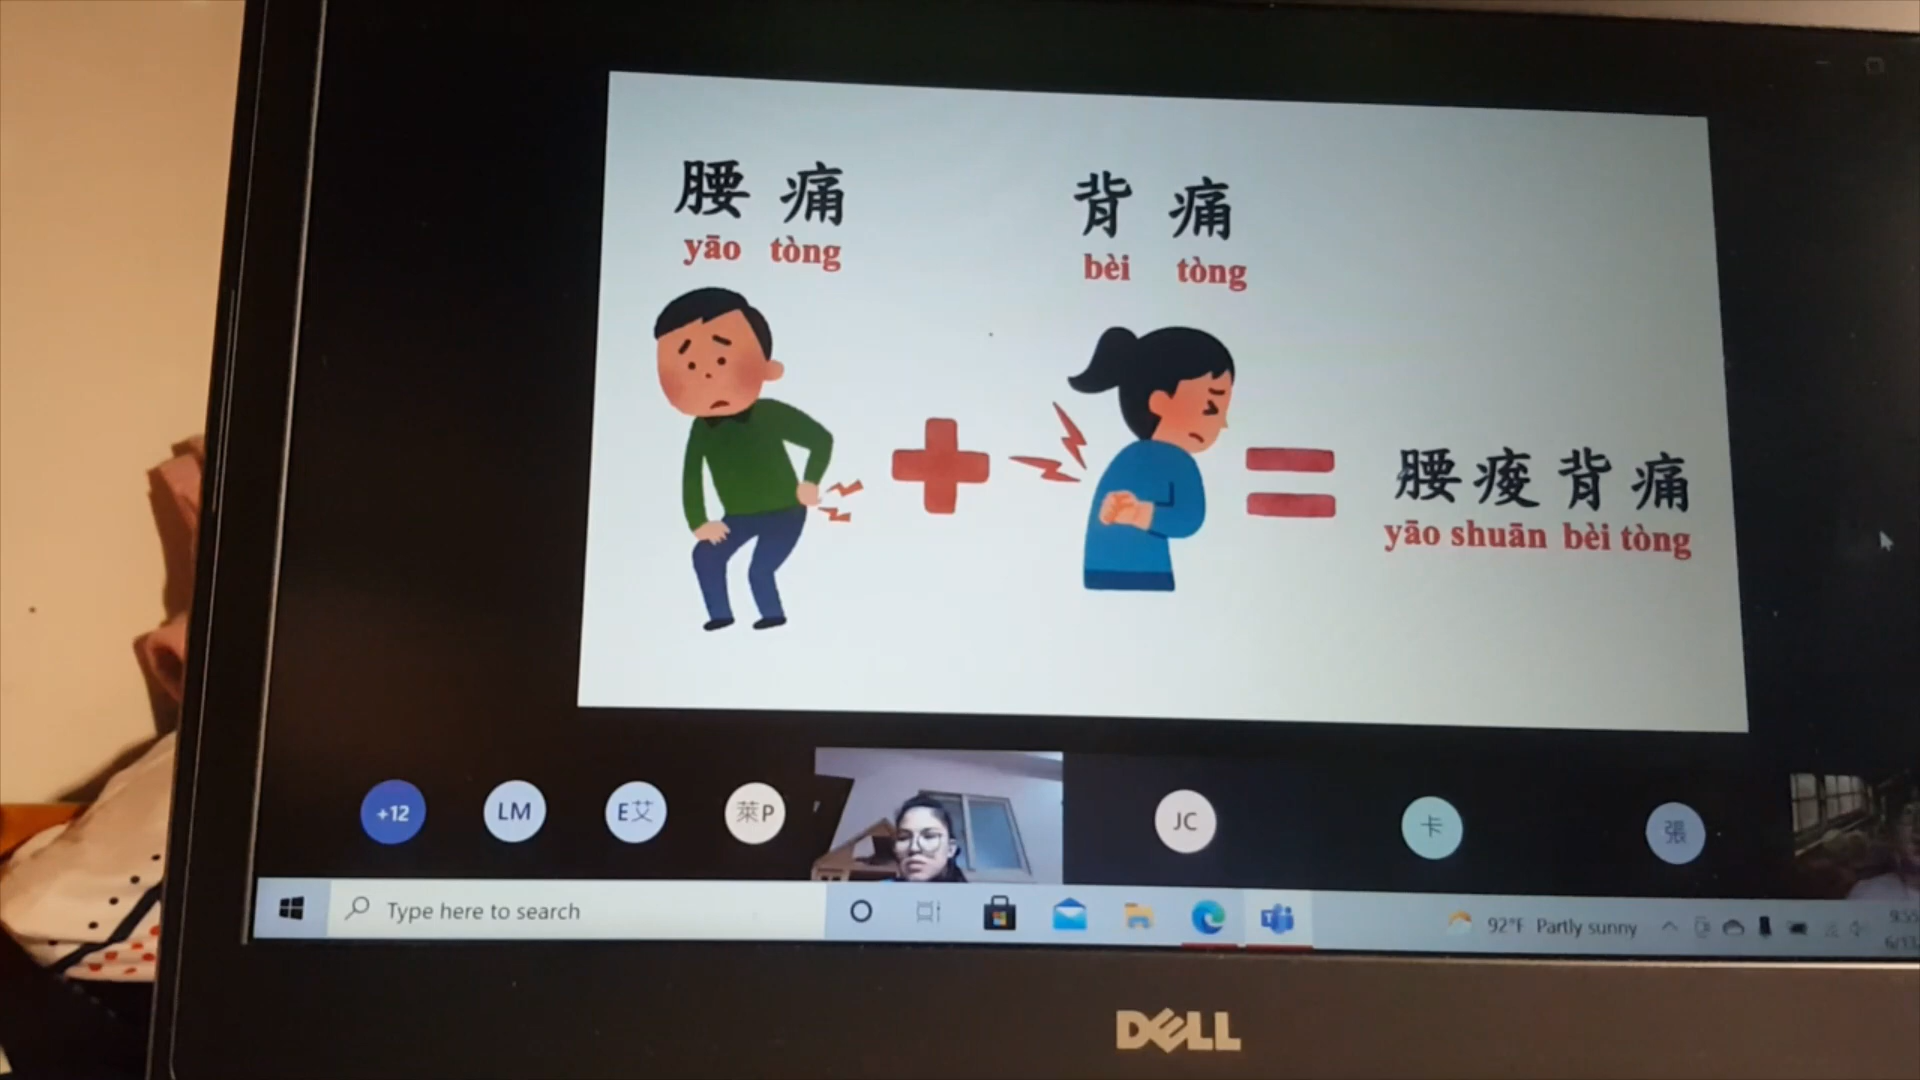 腰 痛
yāo tòng
背 痛
bèi tòng
腰痠背痛
yāo shuān bèi tòng
+12
LM
E艾
萊P
JC
卡
張
Type here to search
92°F Partly sunny
DELL